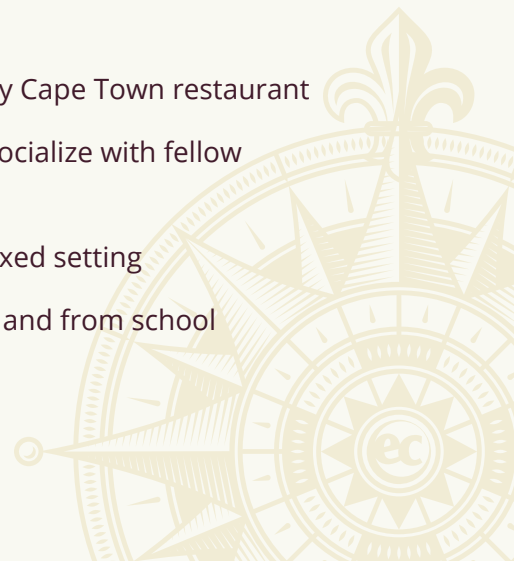 y Cape Town restaurant
ocialize with fellow
xed setting
and from school
ec